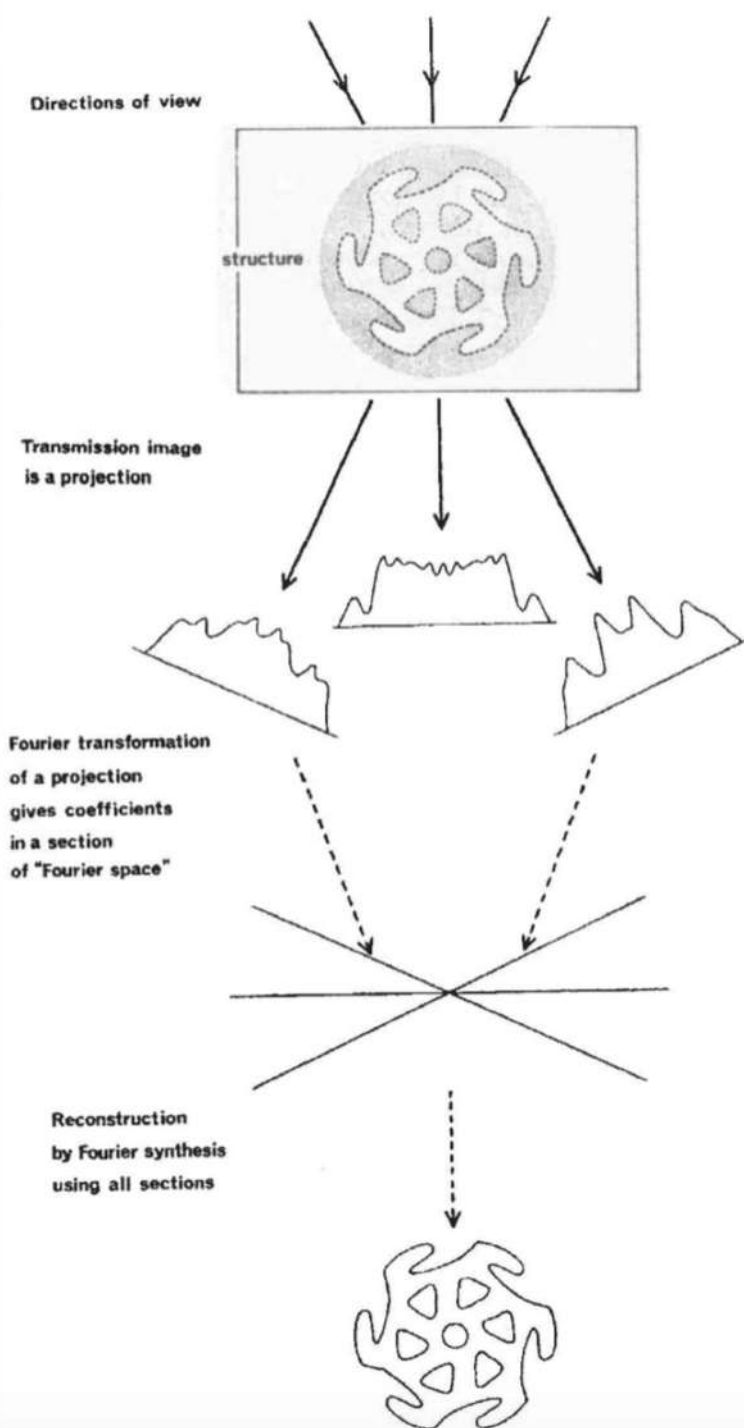 Directions of view
structure
Transmission image
is a projection
Fourier transformation
of a projection
gives coefficients
in a section
of "Fourier space"
Reconstruction
by Fourier synthesis
using all sections